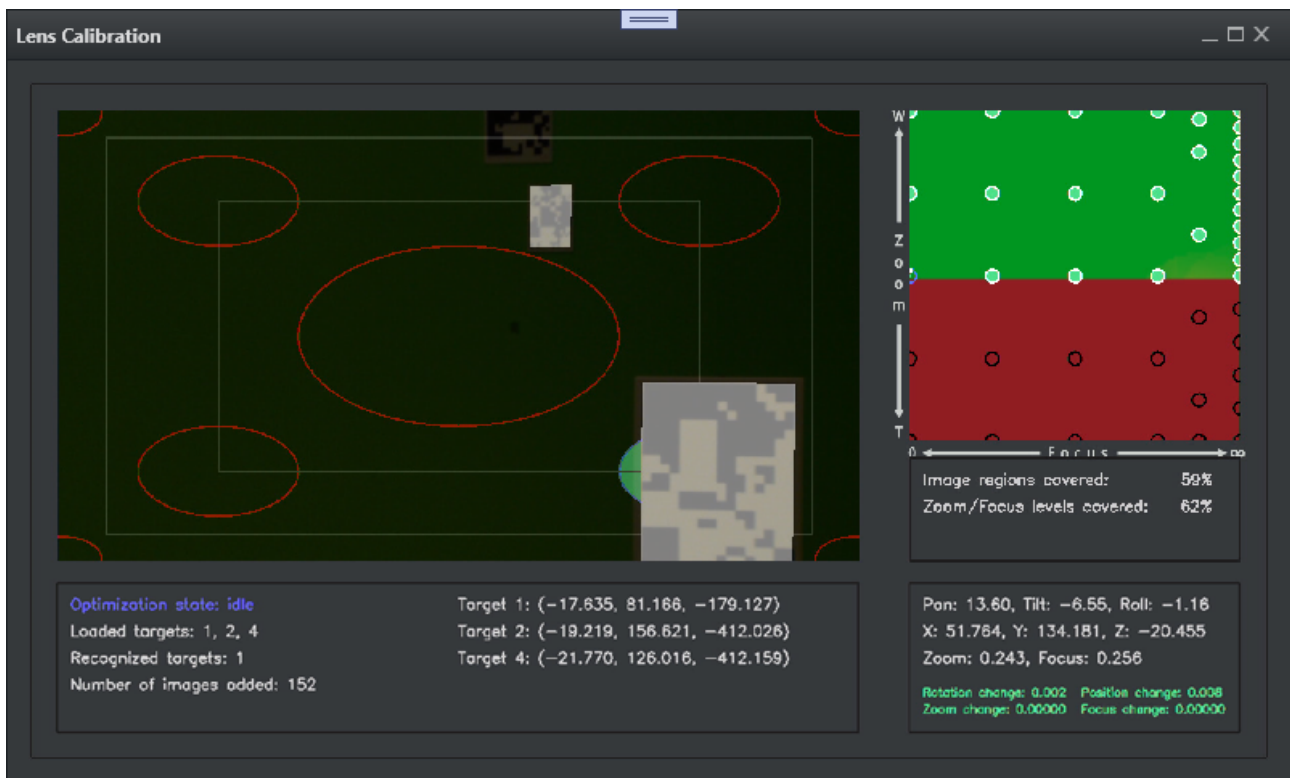 Lens Calibration
W
Zoom
T
0 Focus ∞
Image regions covered: 59%
Zoom/Focus levels covered: 62%
Optimization state: idle
Loaded targets: 1, 2, 4
Recognized targets: 1
Number of images added: 152
Target 1: (-17.635, 81.166, -179.127)
Target 2: (-19.219, 156.621, -412.026)
Target 4: (-21.770, 126.016, -412.159)
Pan: 13.60, Tilt: -6.55, Roll: -1.16
X: 51.764, Y: 134.181, Z: -20.455
Zoom: 0.243, Focus: 0.256
Rotation change: 0.002 Position change: 0.008
Zoom change: 0.00000 Focus change: 0.00000